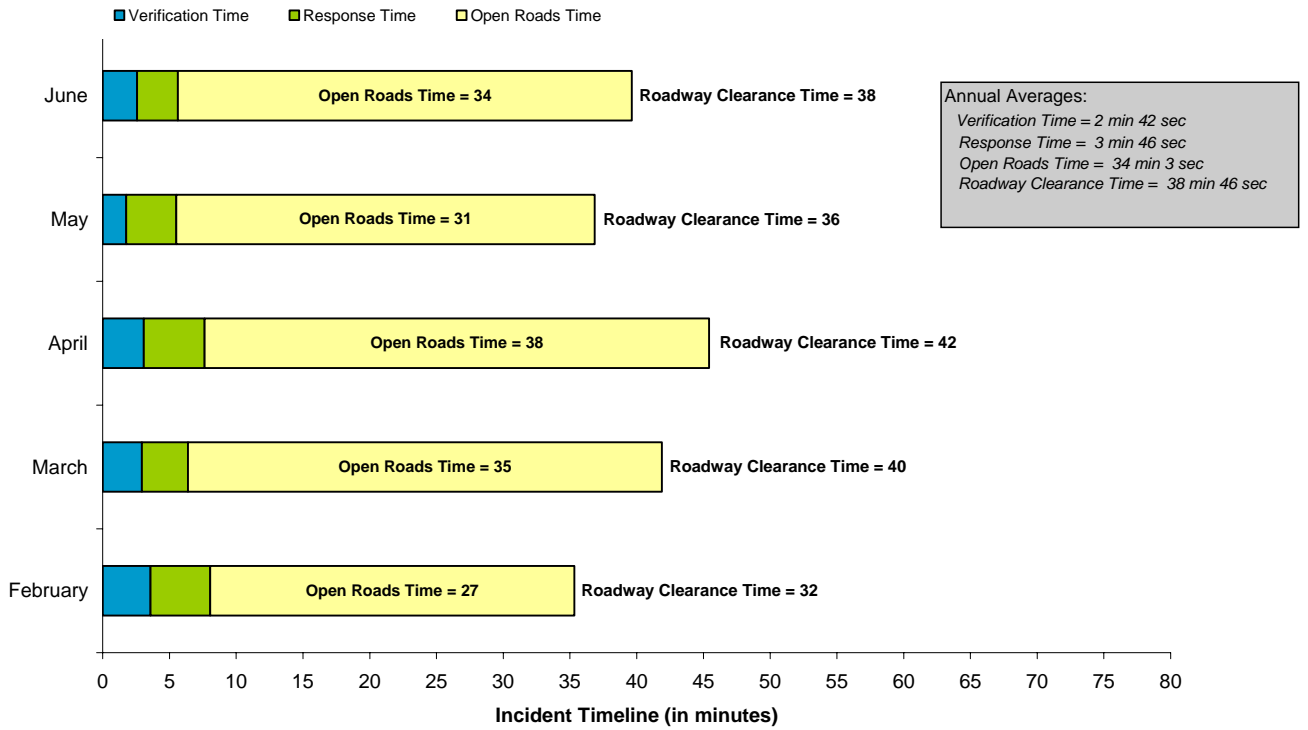 Verification Time Response Time Open Roads Time
June Open Roads Time = 34 Roadway Clearance Time = 38
Annual Averages:
Verification Time = 2 min 42 sec
Response Time = 3 min 46 sec
Open Roads Time = 34 min 3 sec
Roadway Clearance Time = 38 min 46 sec
May Open Roads Time = 31 Roadway Clearance Time = 36
April Open Roads Time = 38 Roadway Clearance Time = 42
March Open Roads Time = 35 Roadway Clearance Time = 40
February Open Roads Time = 27 Roadway Clearance Time = 32
0 5 10 15 20 25 30 35 40 45 50 55 60 65 70 75 80
Incident Timeline (in minutes)